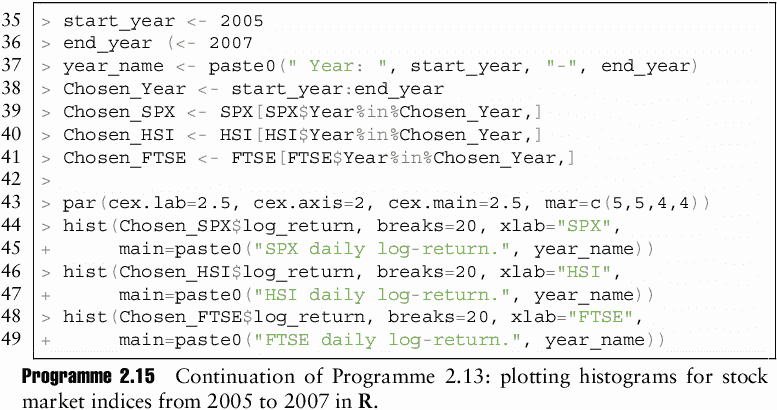 35 > start_year <- 2005
36 > end_year (<- 2007
37 > year_name <- paste0(" Year: ", start_year, "-", end_year)
38 > Chosen_Year <- start_year:end_year
39 > Chosen_SPX <- SPX[SPX$Year%in%Chosen_Year,]
40 > Chosen_HSI <- HSI[HSI$Year%in%Chosen_Year,]
41 > Chosen_FTSE <- FTSE[FTSE$Year%in%Chosen_Year,]
42 >
43 > par(cex.lab=2.5, cex.axis=2, cex.main=2.5, mar=c(5,5,4,4))
44 > hist(Chosen_SPX$log_return, breaks=20, xlab="SPX",
45 + main=paste0("SPX daily log-return.", year_name))
46 > hist(Chosen_HSI$log_return, breaks=20, xlab="HSI",
47 + main=paste0("HSI daily log-return.", year_name))
48 > hist(Chosen_FTSE$log_return, breaks=20, xlab="FTSE",
49 + main=paste0("FTSE daily log-return.", year_name))
Programme 2.15 Continuation of Programme 2.13: plotting histograms for stock
market indices from 2005 to 2007 in R.